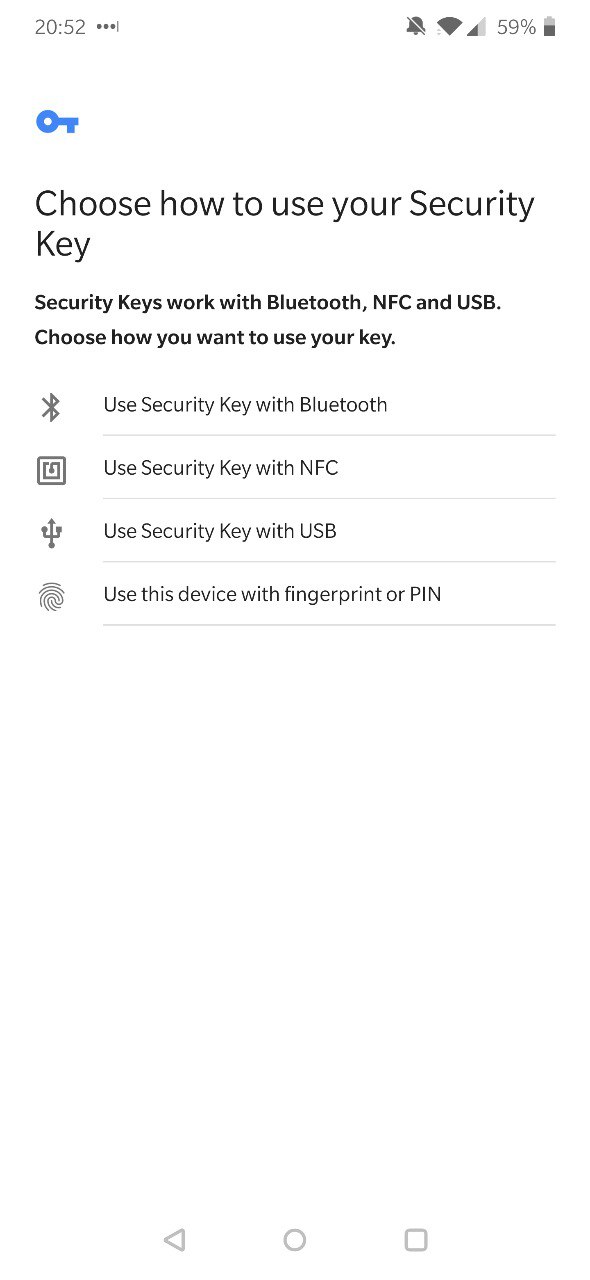 20:52
59%
Choose how to use your Security
Key
Security Keys work with Bluetooth, NFC and USB.
Choose how you want to use your key.
Use Security Key with Bluetooth
Use Security Key with NFC
Use Security Key with USB
Use this device with fingerprint or PIN